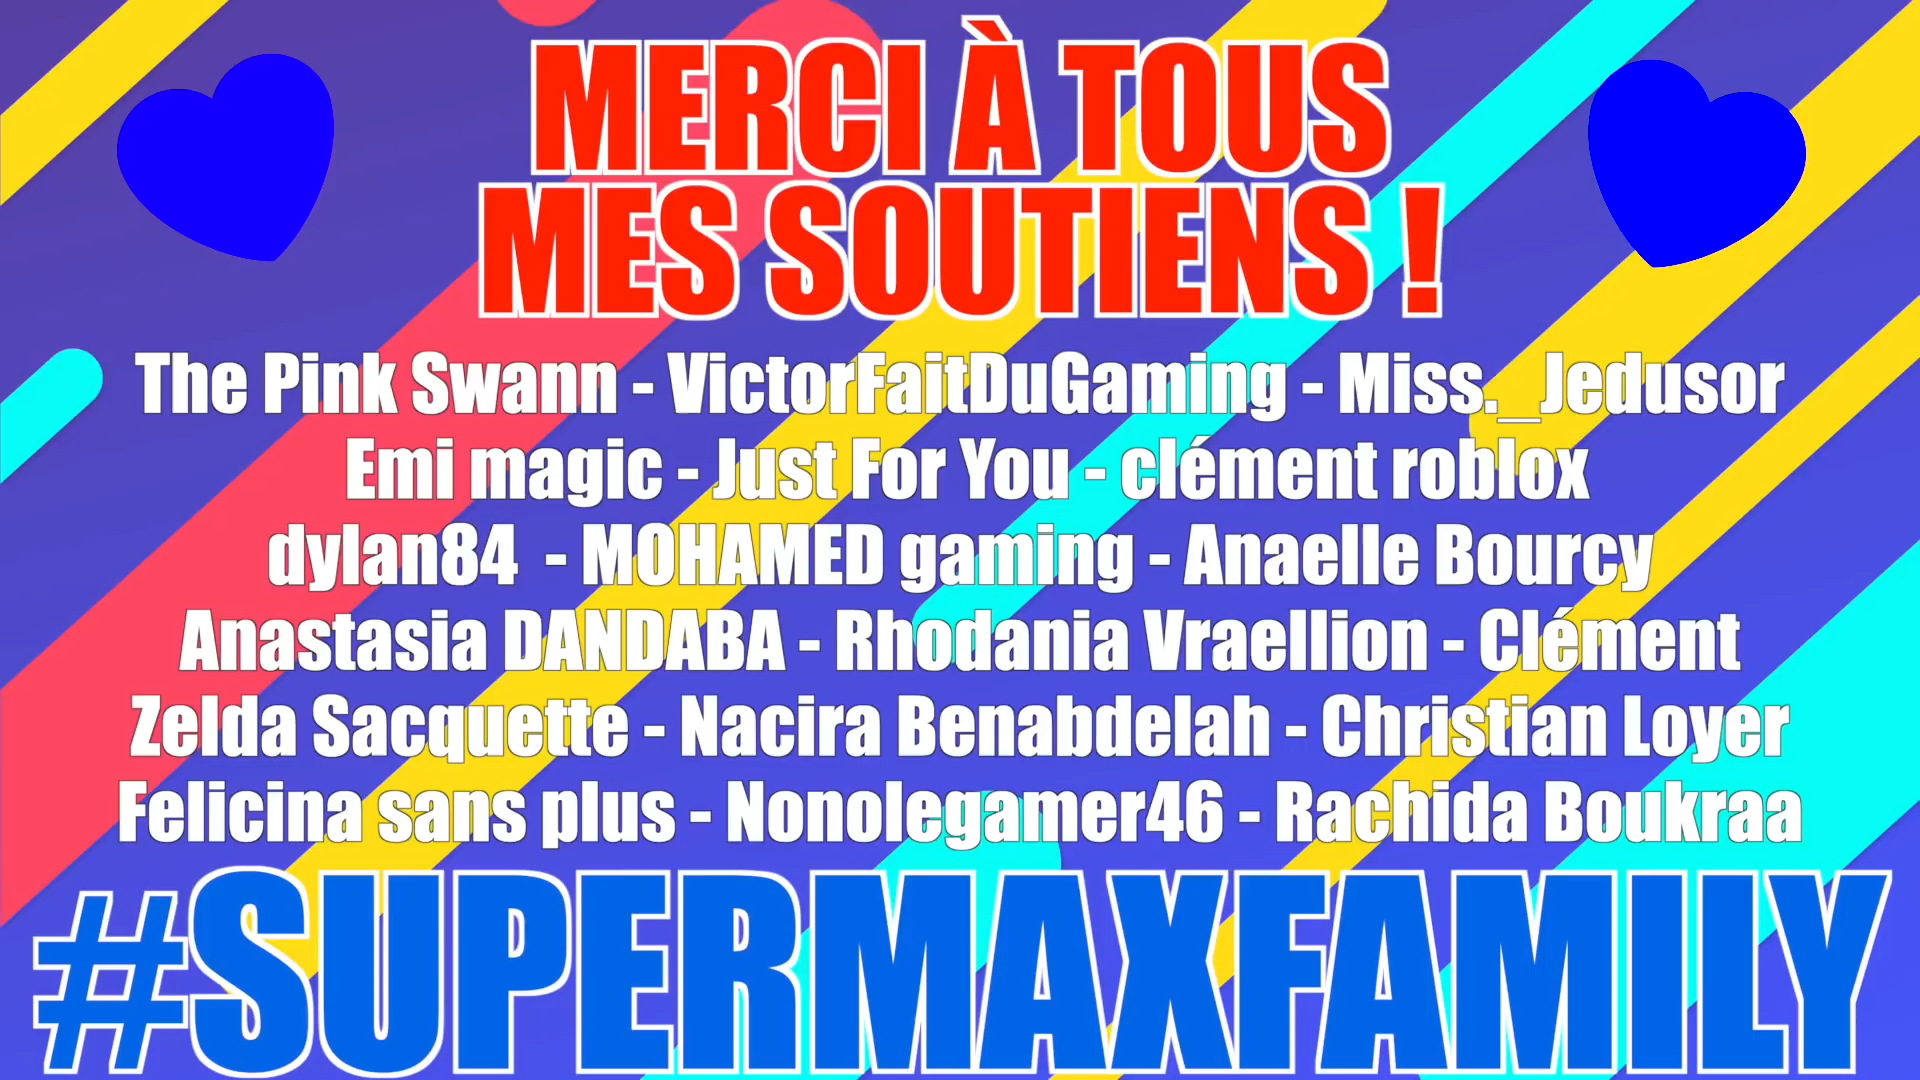 MERCI À TOUS
MES SOUTIENS !
The Pink Swann - VictorFaitDuGaming - Miss._Jedusor
Emi magic - Just For You - clément roblox
dylan84  - MOHAMED gaming - Anaelle Bourcy
Anastasia DANDABA - Rhodania Vraellion - Clément
Zelda Sacquette - Nacira Benabdelah - Christian Loyer
Felicina sans plus - Nonolegamer46 - Rachida Boukraa
#SUPERMAXFAMILY